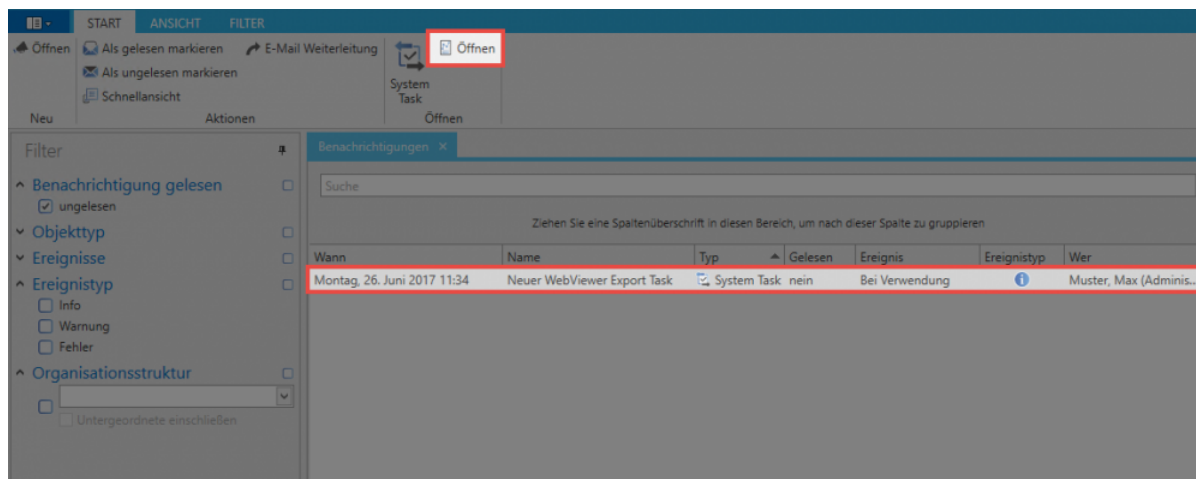 START ANSICHT FILTER
Öffnen Als gelesen markieren E-Mail Weiterleitung Öffnen
Als ungelesen markieren
Schnellansicht
System
Task
Neu Aktionen Öffnen
Filter
Benachrichtigungen ×
Benachrichtigung gelesen
ungelesen
Objekttyp
Ereignisse
Ereignistyp
Info
Warnung
Fehler
Organisationsstruktur
Untergeordnete einschließen
Suche
Ziehen Sie eine Spaltenüberschrift in diesen Bereich, um nach dieser Spalte zu gruppieren
Wann Name Typ Gelesen Ereignis Ereignistyp Wer
Montag, 26. Juni 2017 11:34 Neuer WebViewer Export Task System Task nein Bei Verwendung Muster, Max (Adminis...